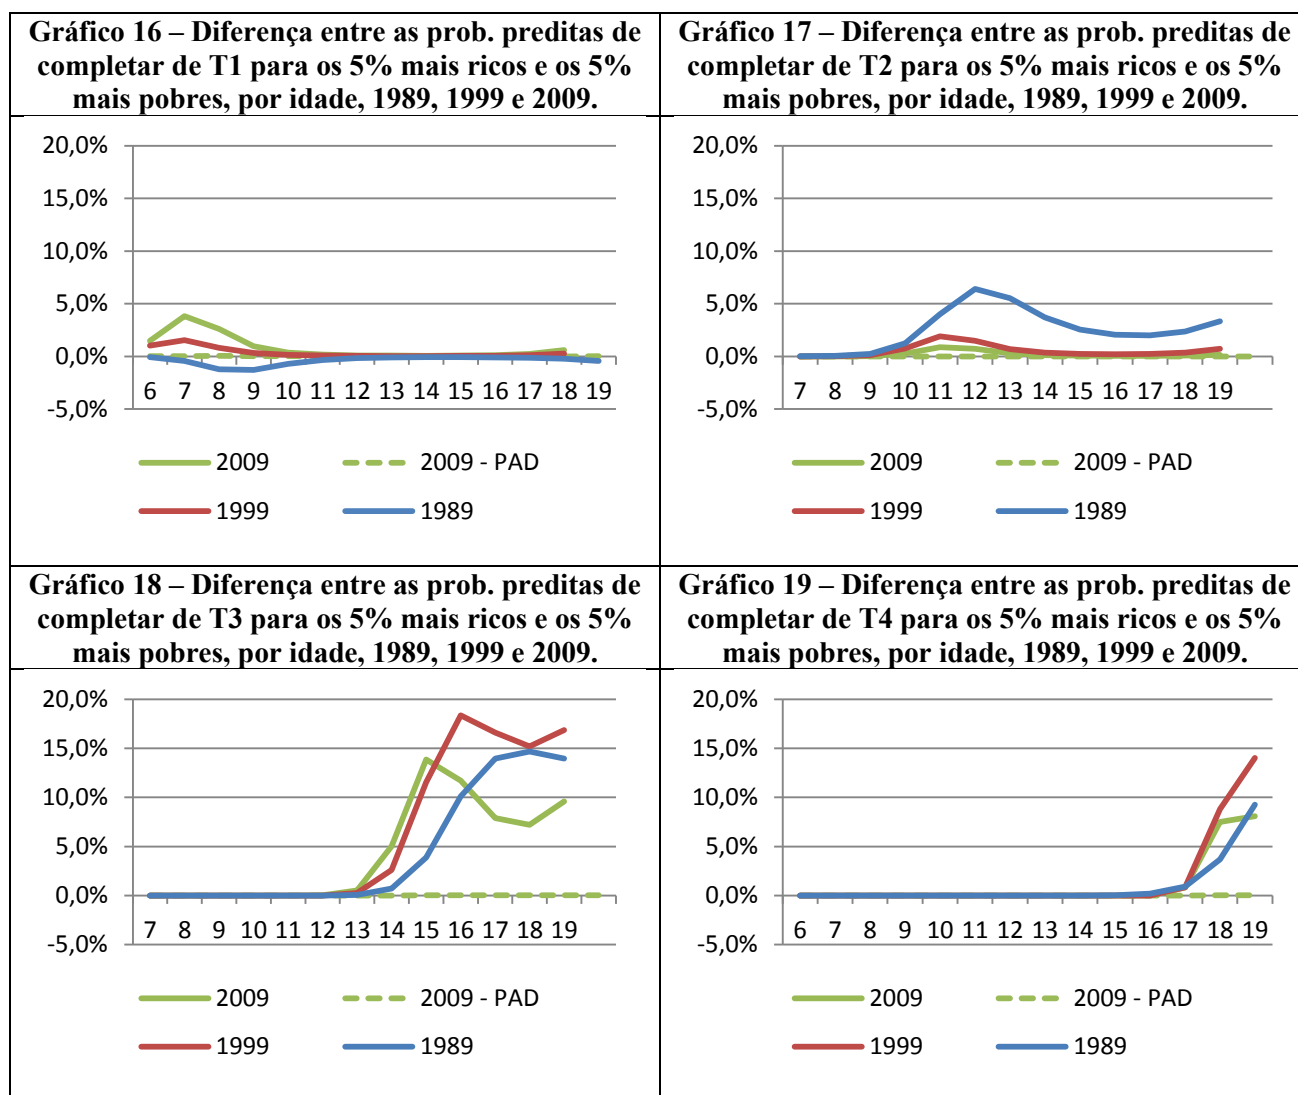 Gráfico 16 – Diferença entre as prob. preditas de
completar de T1 para os 5% mais ricos e os 5%
mais pobres, por idade, 1989, 1999 e 2009.
20,0%
15,0%
10,0%
5,0%
0,0%
-5,0%
6 7 8 9 10 11 12 13 14 15 16 17 18 19
2009 2009 - PAD
1999 1989
Gráfico 17 – Diferença entre as prob. preditas de
completar de T2 para os 5% mais ricos e os 5%
mais pobres, por idade, 1989, 1999 e 2009.
20,0%
15,0%
10,0%
5,0%
0,0%
-5,0%
7 8 9 10 11 12 13 14 15 16 17 18 19
2009 2009 - PAD
1999 1989
Gráfico 18 – Diferença entre as prob. preditas de
completar de T3 para os 5% mais ricos e os 5%
mais pobres, por idade, 1989, 1999 e 2009.
20,0%
15,0%
10,0%
5,0%
0,0%
-5,0%
7 8 9 10 11 12 13 14 15 16 17 18 19
2009 2009 - PAD
1999 1989
Gráfico 19 – Diferença entre as prob. preditas de
completar de T4 para os 5% mais ricos e os 5%
mais pobres, por idade, 1989, 1999 e 2009.
20,0%
15,0%
10,0%
5,0%
0,0%
-5,0%
6 7 8 9 10 11 12 13 14 15 16 17 18 19
2009 2009 - PAD
1999 1989